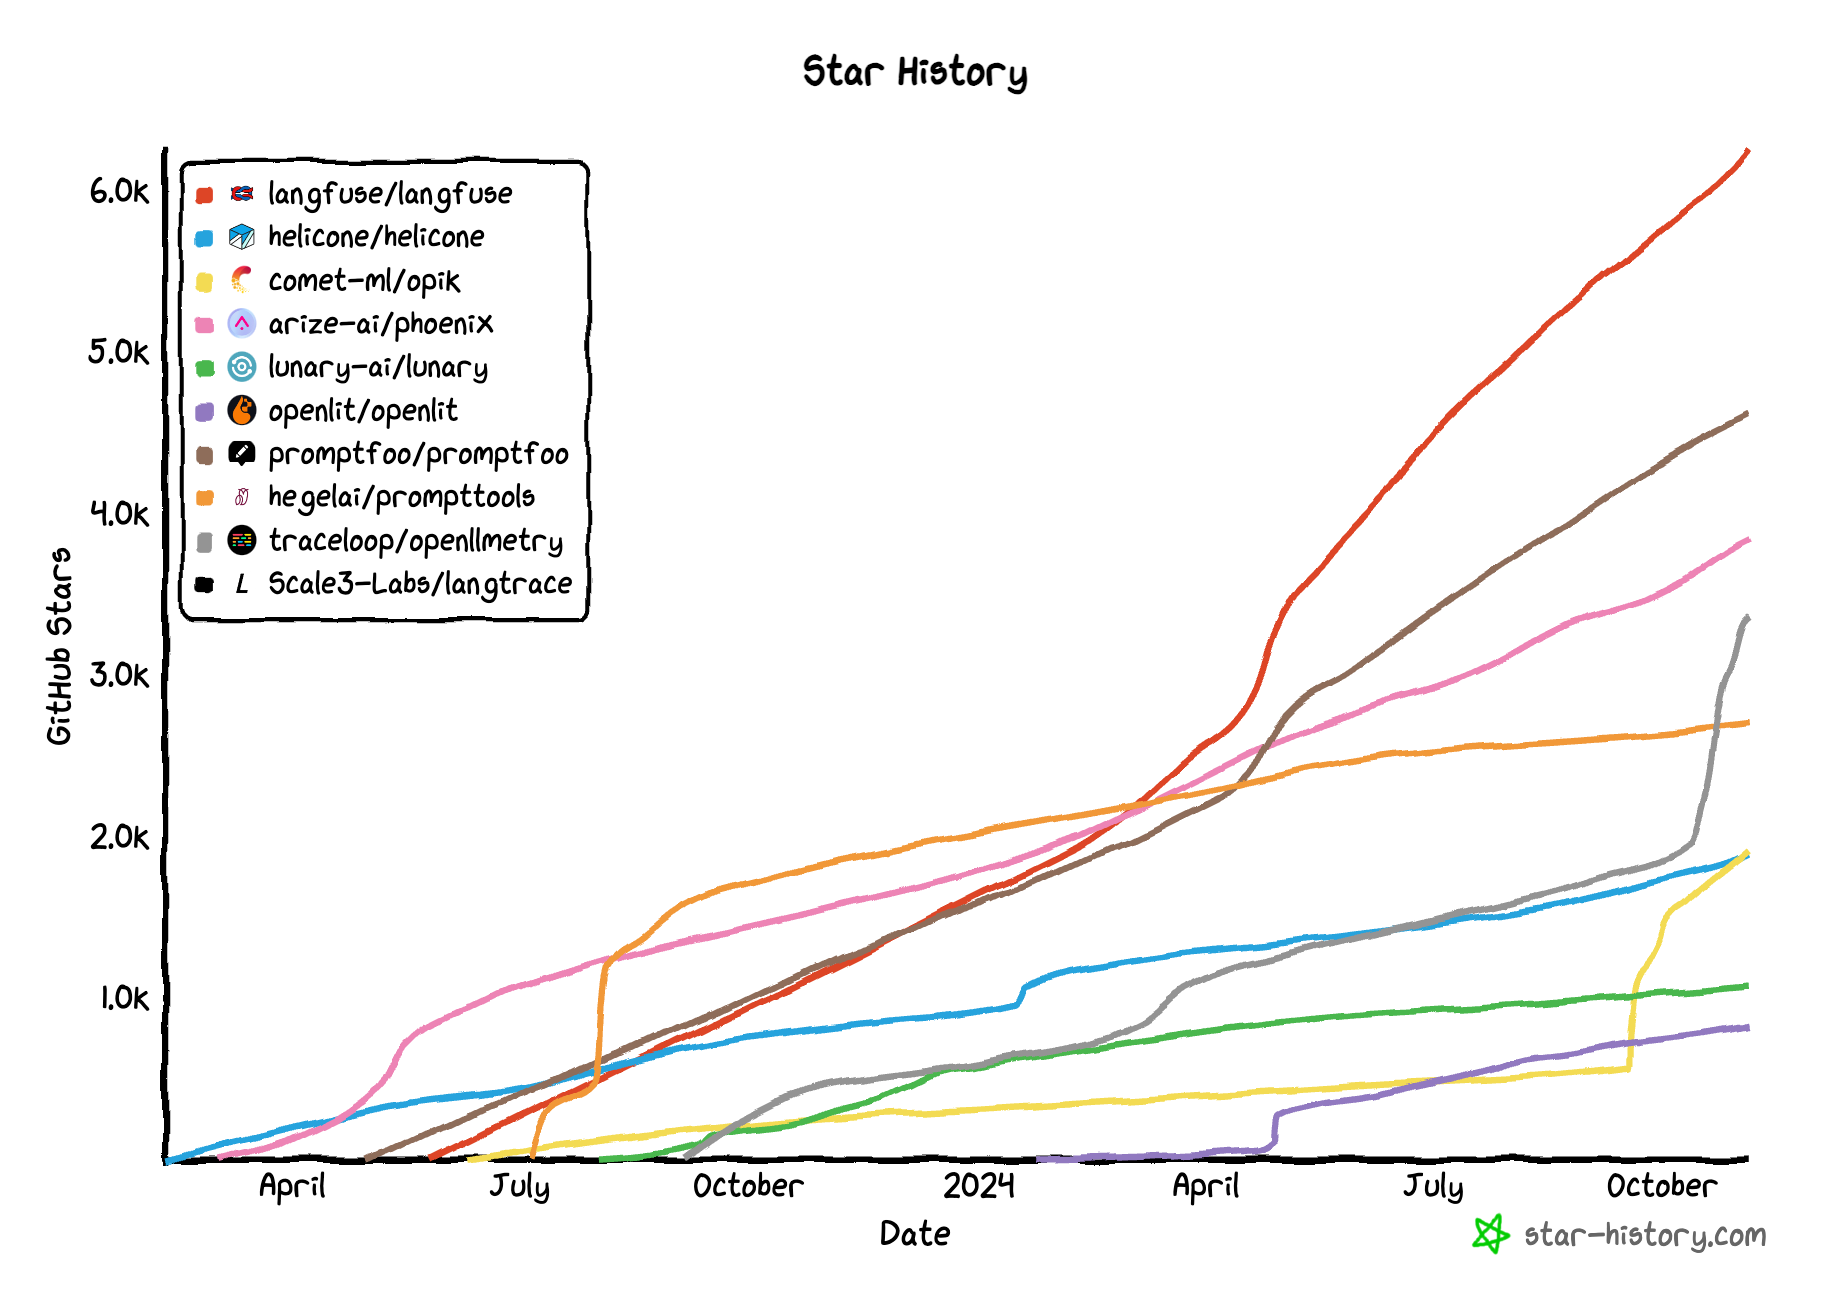 Star History
6.0k
5.0k
4.0k
3.0k
2.0k
1.0k
GitHub Stars
langfuse/langfuse
helicone/helicone
comet-ml/opik
arize-ai/phoenix
lunary-ai/lunary
openlit/openlit
promptfoo/promptfoo
hegelai/prompttools
traceloop/openllmetry
L Scale3-Labs/langtrace
April July October 2024 April July October
Date
star-history.com